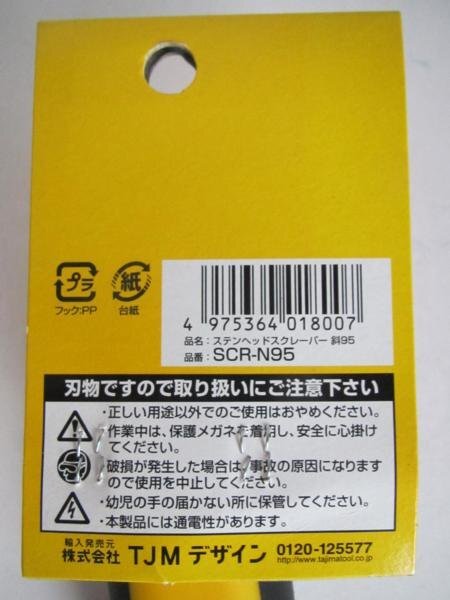 プラ
紙
フック:PP
台紙
4 975364 018007
品名：ステンヘッドスクレーパー 斜95
品番：SCR-N95
刃物ですので取り扱いにご注意下さい
・正しい用途以外でのご使用はおやめください。
・作業中は、保護メガネを着用し、安全に心掛け
てください。
・破損が発生した場合は、事故の原因になります
ので使用を中止してください。
・幼児の手の届かない所に保管してください。
・本製品には通電性があります。
輸入発売元
株式会社 TJMデザイン 0120-125577
http://www.tajimatool.co.jp